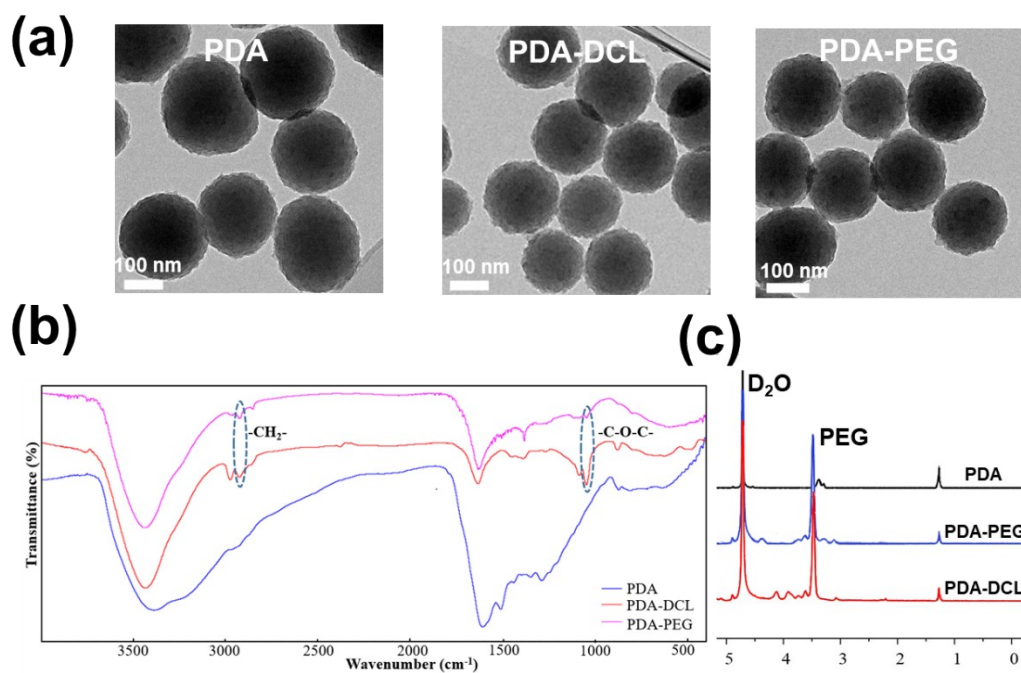 (a)
PDA
PDA-DCL
PDA-PEG
100 nm
100 nm
100 nm
(b)
(c)
-CH₂-
-C-O-C-
Transmittance (%)
PDA
PDA-DCL
PDA-PEG
3500 3000 2500 2000 1500 1000 500
Wavenumber (cm⁻¹)
D₂O
PEG
PDA
PDA-PEG
PDA-DCL
5 4 3 2 1 0